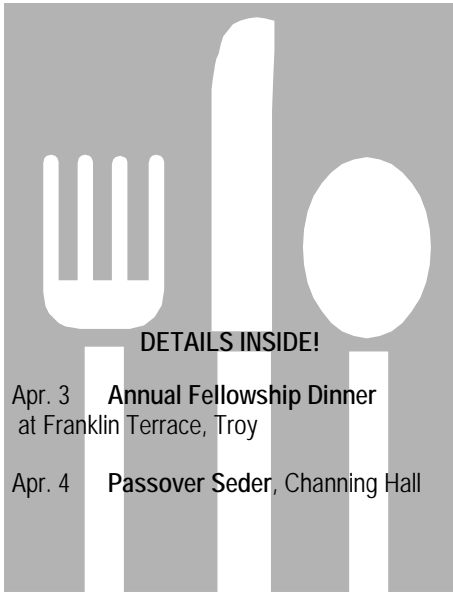 DETAILS INSIDE!
Apr. 3 Annual Fellowship Dinner
at Franklin Terrace, Troy
Apr. 4 Passover Seder, Channing Hall